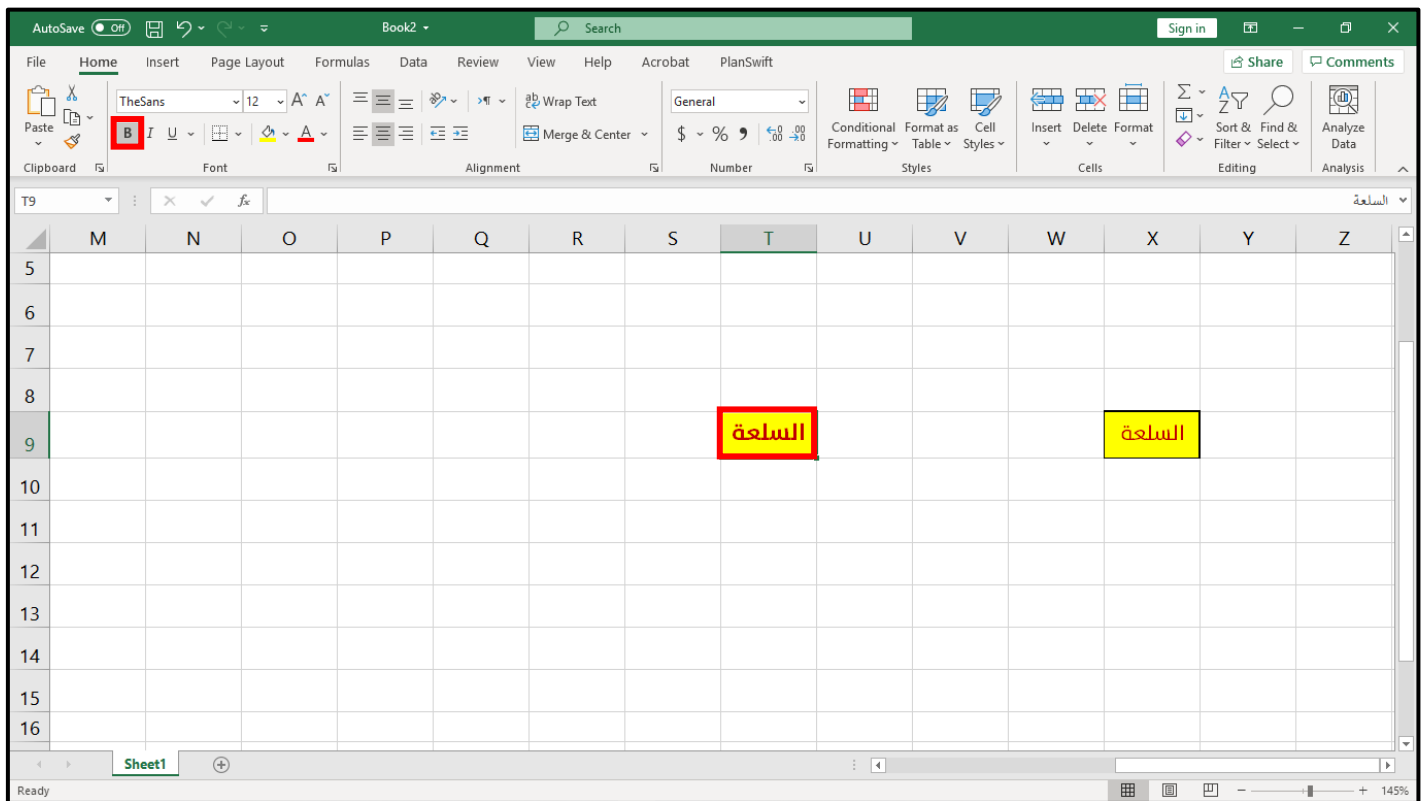 AutoSave Off Book2 Search Sign in
File Home Insert Page Layout Formulas Data Review View Help Acrobat PlanSwift Share Comments
Paste
Clipboard
TheSans 12 A^ A˅
B I U A
Font
ab Wrap Text
Merge & Center
Alignment
General
$ % 9 .00 .00
Number
Conditional Formatting
Format as Table
Cell Styles
Styles
Insert Delete Format
Cells
Sort & Filter
Find & Select
Editing
Analyze Data
Analysis
T9 fx السلعة
M N O P Q R S T U V W X Y Z
5
6
7
8
9 السلعة السلعة
10
11
12
13
14
15
16
Sheet1
Ready 145%